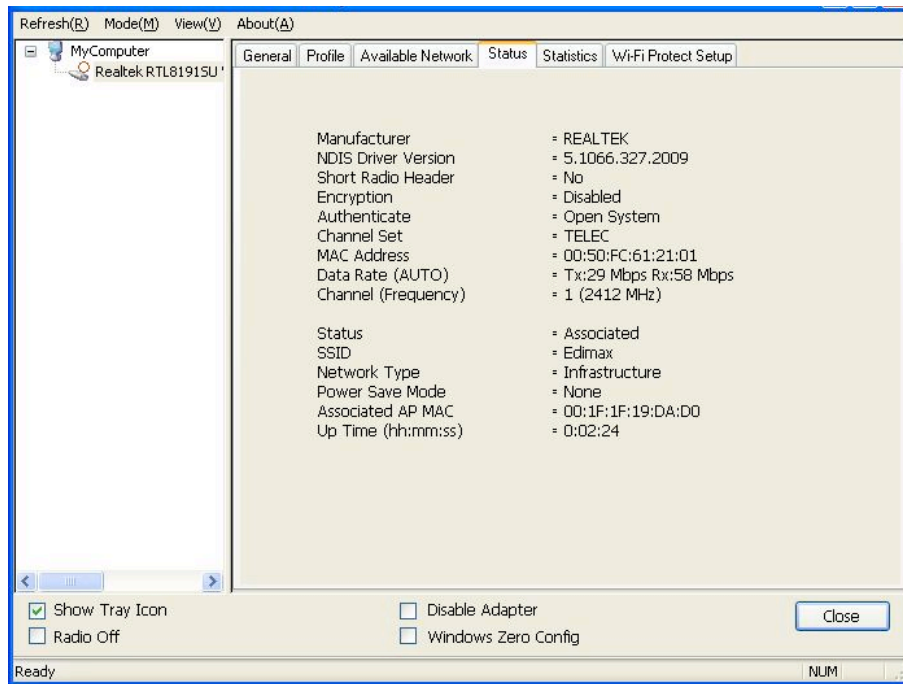 Refresh(R) Mode(M) View(V) About(A)
MyComputer
Realtek RTL8191SU
General Profile Available Network Status Statistics Wi-Fi Protect Setup
Manufacturer = REALTEK
NDIS Driver Version = 5.1066.327.2009
Short Radio Header = No
Encryption = Disabled
Authenticate = Open System
Channel Set = TELEC
MAC Address = 00:50:FC:61:21:01
Data Rate (AUTO) = Tx:29 Mbps Rx:58 Mbps
Channel (Frequency) = 1 (2412 MHz)
Status = Associated
SSID = Edimax
Network Type = Infrastructure
Power Save Mode = None
Associated AP MAC = 00:1F:1F:19:DA:D0
Up Time (hh:mm:ss) = 0:02:24
Show Tray Icon Disable Adapter Close
Radio Off Windows Zero Config
Ready NUM